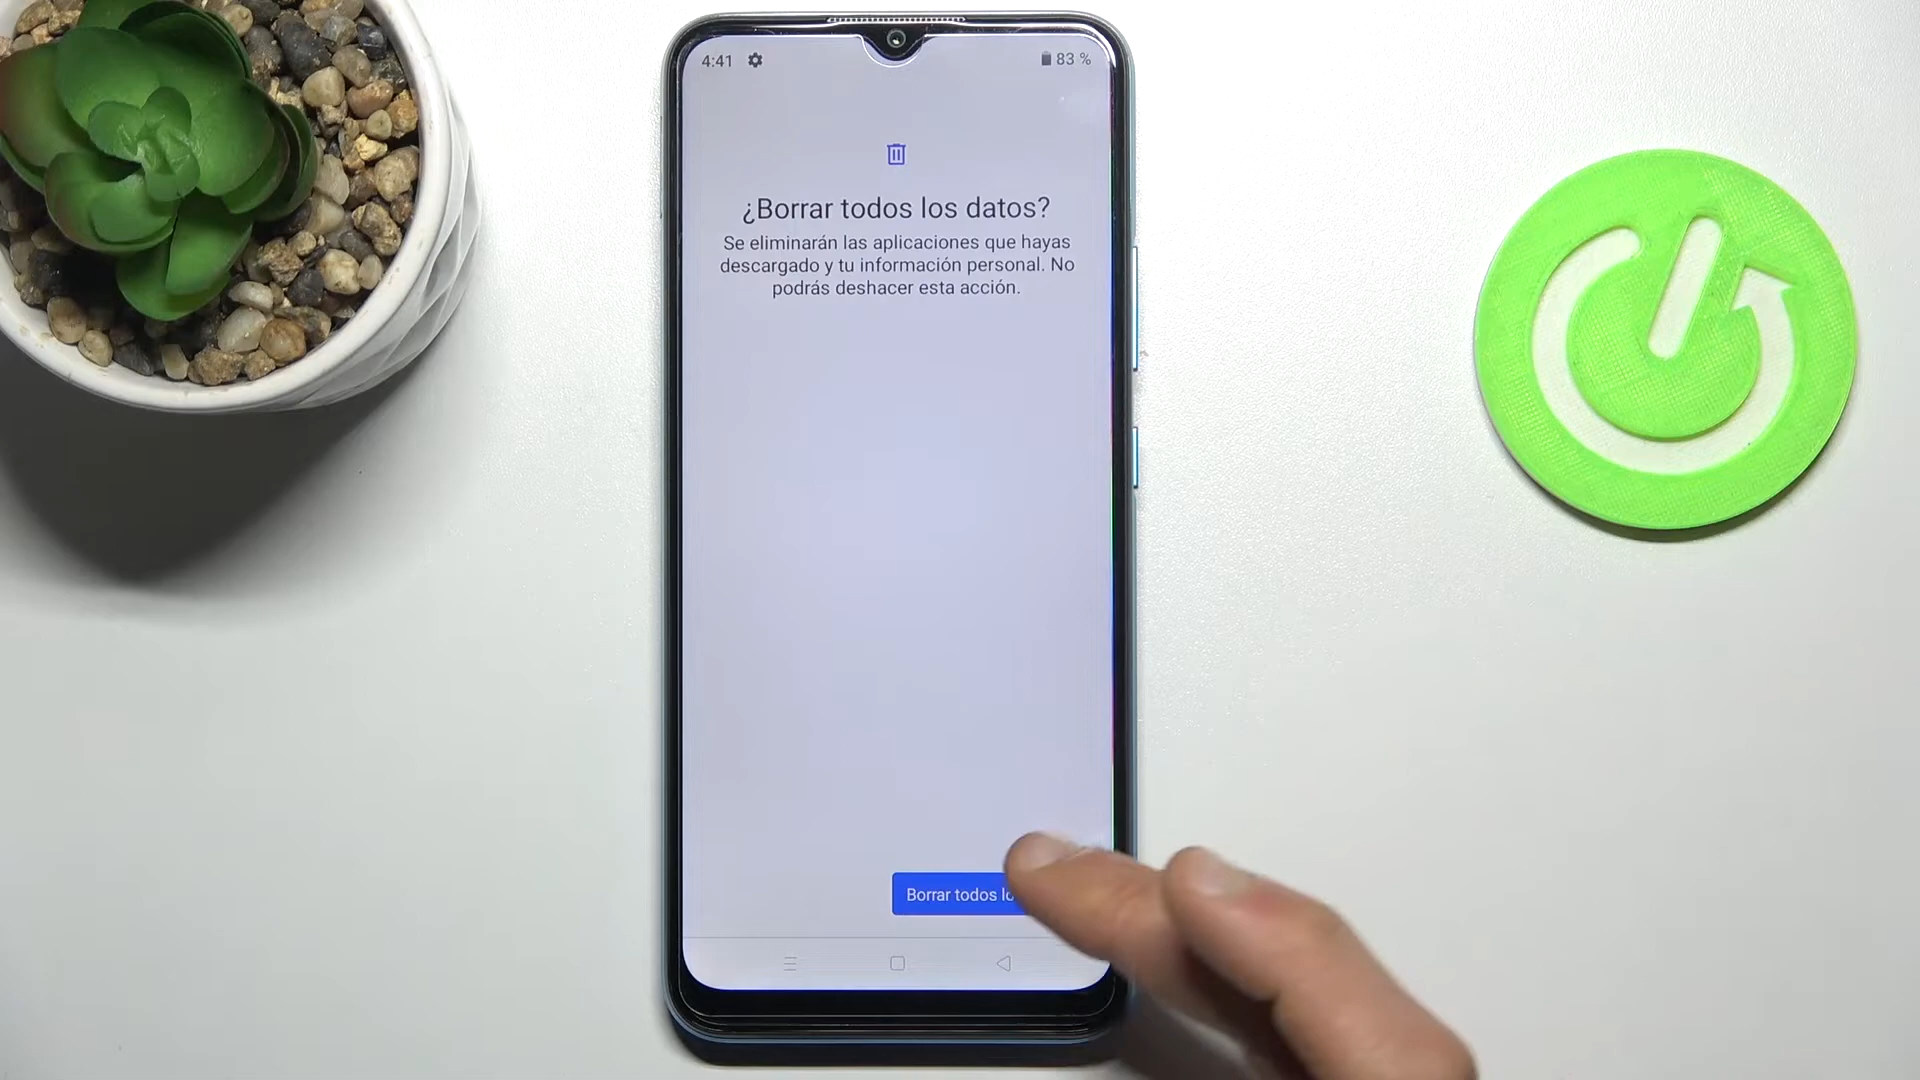 4:41
83 %
¿Borrar todos los datos?
Se eliminarán las aplicaciones que hayas
descargado y tu información personal. No
podrás deshacer esta acción.
Borrar todos